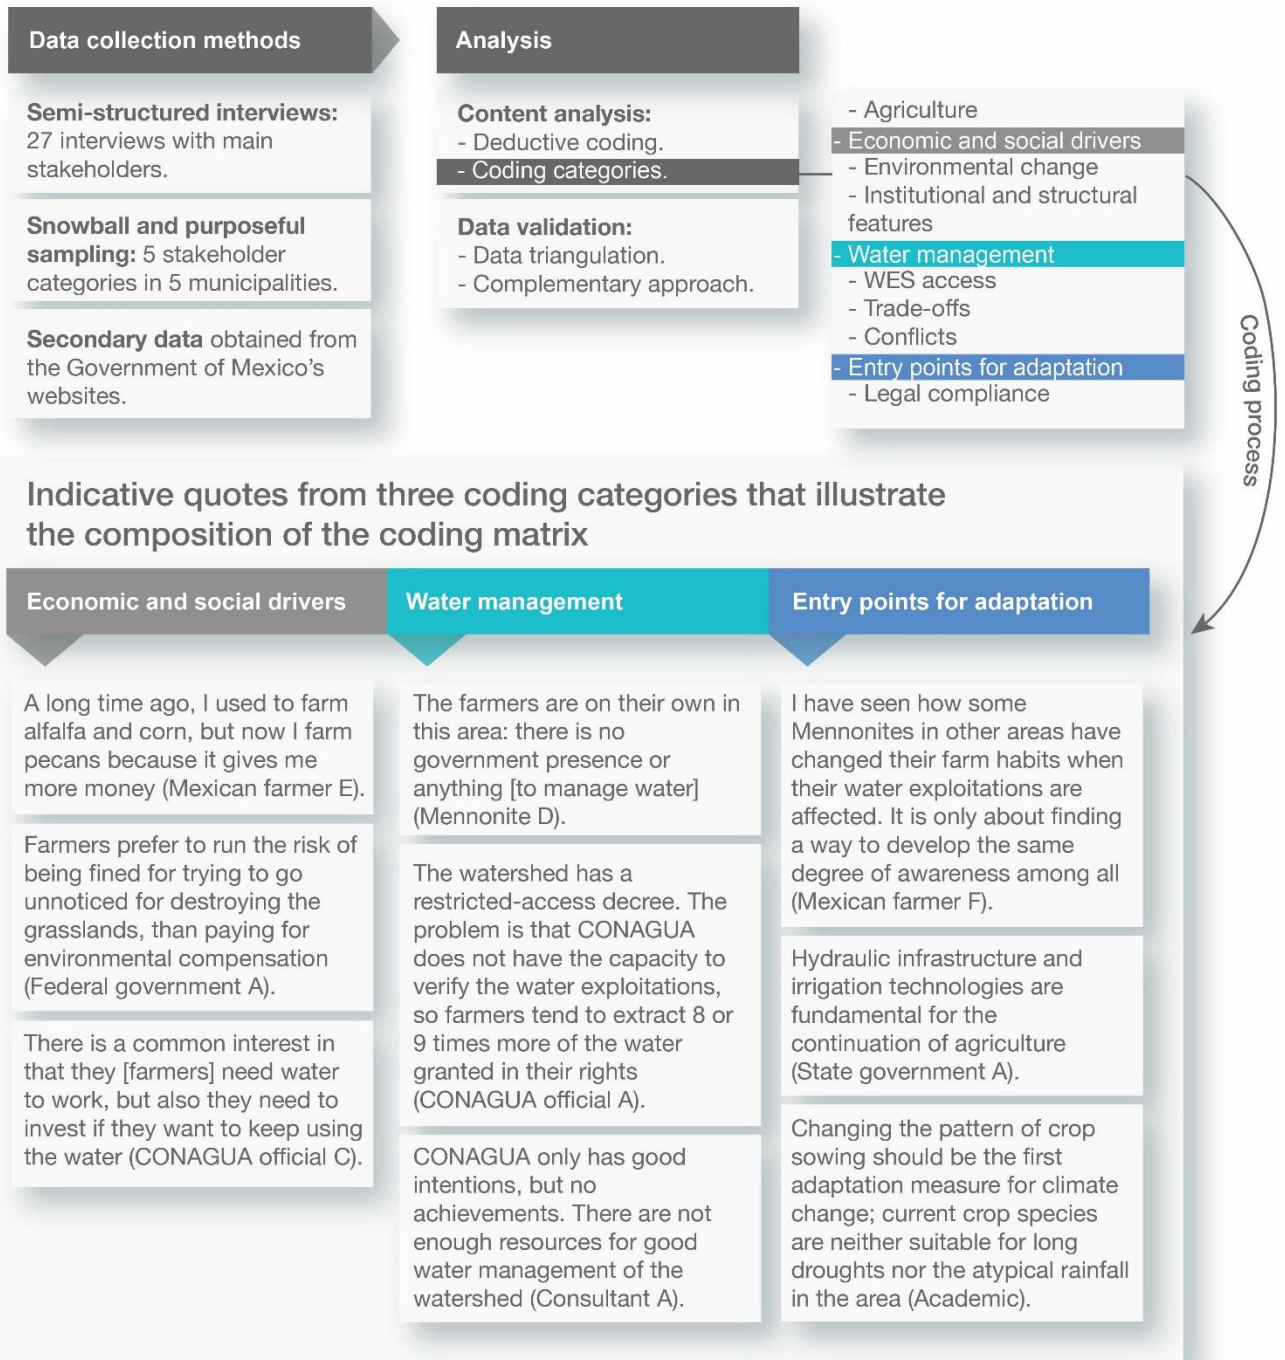 Data collection methods
Semi-structured interviews:
27 interviews with main
stakeholders.
Snowball and purposeful
sampling: 5 stakeholder
categories in 5 municipalities.
Secondary data obtained from
the Government of Mexico's
websites.
Analysis
Content analysis:
- Deductive coding.
- Coding categories.
Data validation:
- Data triangulation.
- Complementary approach.
- Agriculture
- Economic and social drivers
- Environmental change
- Institutional and structural
features
- Water management
- WES access
- Trade-offs
- Conflicts
- Entry points for adaptation
- Legal compliance
Coding process
Indicative quotes from three coding categories that illustrate
the composition of the coding matrix
Economic and social drivers
A long time ago, I used to farm
alfalfa and corn, but now I farm
pecans because it gives me
more money (Mexican farmer E).
Farmers prefer to run the risk of
being fined for trying to go
unnoticed for destroying the
grasslands, than paying for
environmental compensation
(Federal government A).
There is a common interest in
that they [farmers] need water
to work, but also they need to
invest if they want to keep using
the water (CONAGUA official C).
Water management
The farmers are on their own in
this area: there is no
government presence or
anything [to manage water]
(Mennonite D).
The watershed has a
restricted-access decree. The
problem is that CONAGUA
does not have the capacity to
verify the water exploitations,
so farmers tend to extract 8 or
9 times more of the water
granted in their rights
(CONAGUA official A).
CONAGUA only has good
intentions, but no
achievements. There are not
enough resources for good
water management of the
watershed (Consultant A).
Entry points for adaptation
I have seen how some
Mennonites in other areas have
changed their farm habits when
their water exploitations are
affected. It is only about finding
a way to develop the same
degree of awareness among all
(Mexican farmer F).
Hydraulic infrastructure and
irrigation technologies are
fundamental for the
continuation of agriculture
(State government A).
Changing the pattern of crop
sowing should be the first
adaptation measure for climate
change; current crop species
are neither suitable for long
droughts nor the atypical rainfall
in the area (Academic).